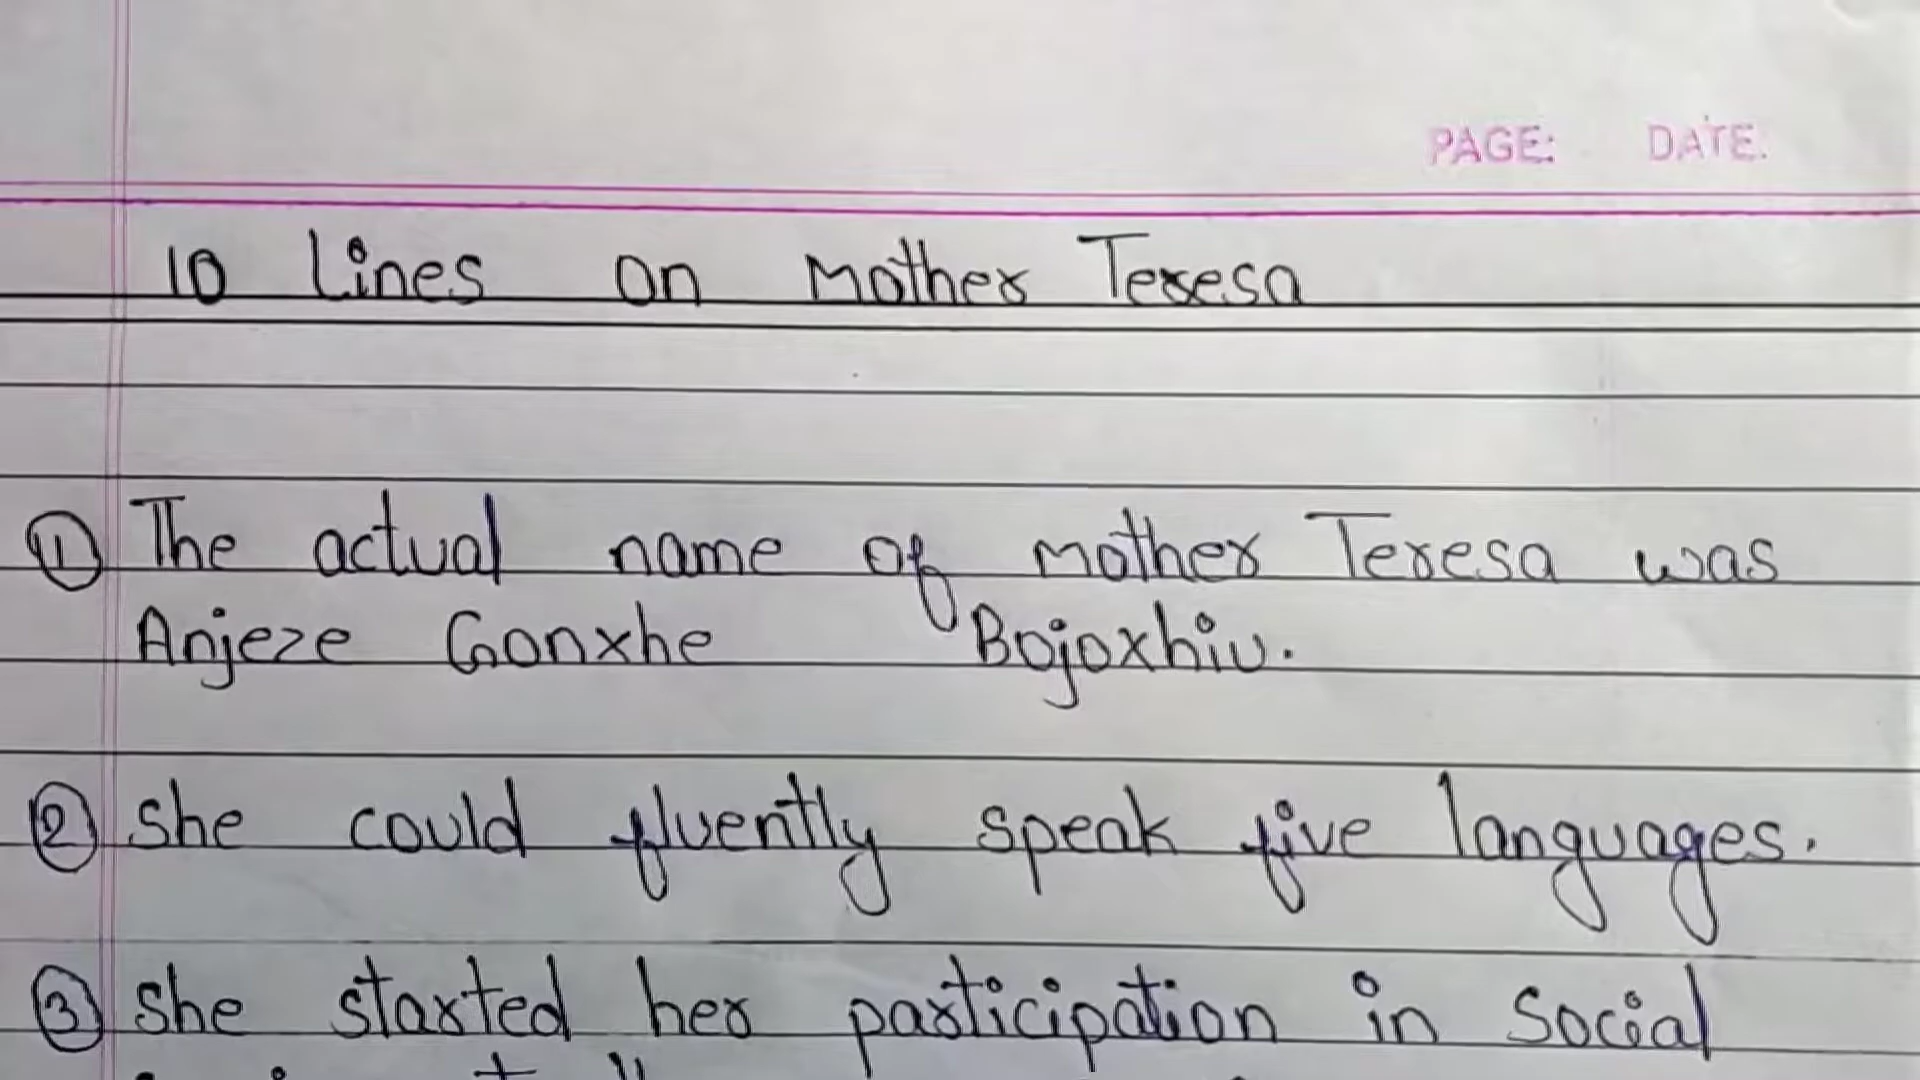 PAGE: DATE:
10 Lines on Mother Teresa
① The actual name of mother Teresa was
Anjeze Gonxhe Bojoxhiu.
② She could fluently speak five languages.
③ She started her participation in Social